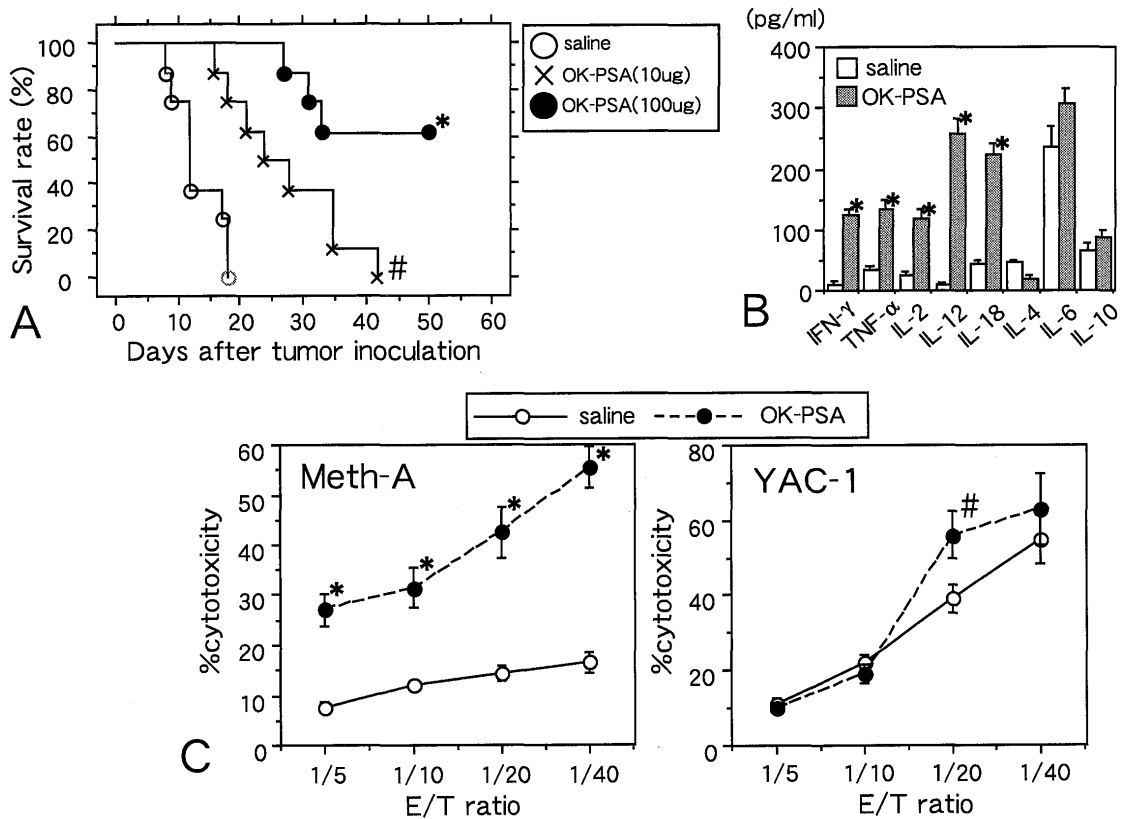 A
Survival rate (%)
100
80
60
40
20
0
*
#
0 10 20 30 40 50 60
Days after tumor inoculation
saline
OK-PSA(10ug)
OK-PSA(100ug)
B
(pg/ml)
400
300
200
100
0
saline
OK-PSA
* * * * *
IFN-γ TNF-α IL-2 IL-12 IL-18 IL-4 IL-6 IL-10
C
saline OK-PSA
Meth-A
%cytotoxicity
60
50
40
30
20
10
0
* * * *
1/5 1/10 1/20 1/40
E/T ratio
YAC-1
%cytotoxicity
80
60
40
20
0
#
1/5 1/10 1/20 1/40
E/T ratio